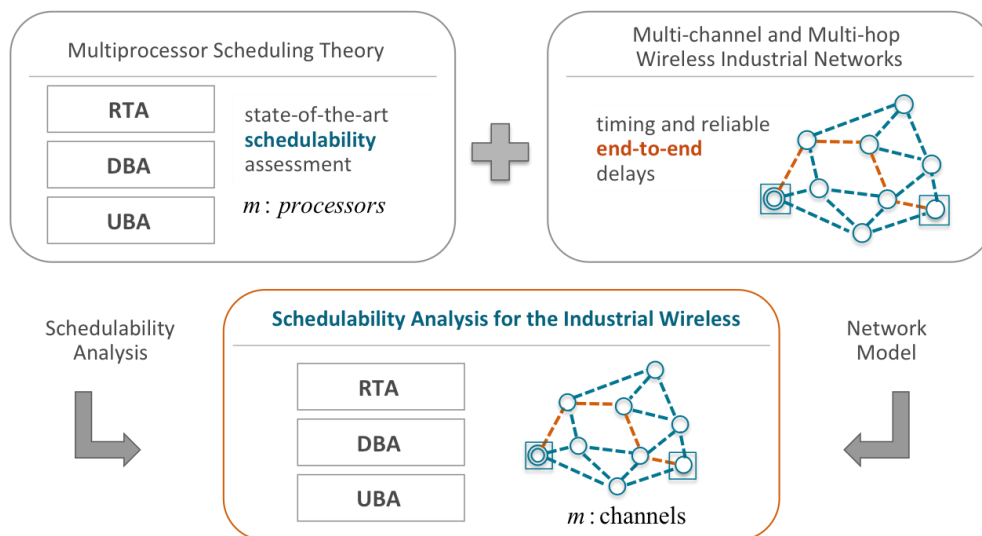 Multiprocessor Scheduling Theory
RTA
DBA
UBA
state-of-the-art
schedulability
assessment
m : processors
Multi-channel and Multi-hop
Wireless Industrial Networks
timing and reliable
end-to-end
delays
Schedulability
Analysis
Schedulability Analysis for the Industrial Wireless
RTA
DBA
UBA
m : channels
Network
Model